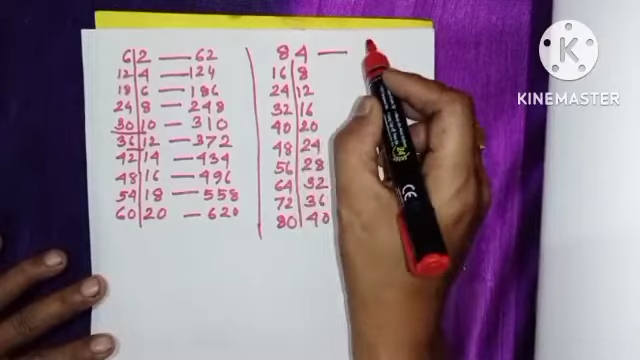 6 2 — 62
12 4 — 124
18 6 — 186
24 8 — 248
30 10 — 310
36 12 — 372
42 14 — 434
48 16 — 496
54 18 — 558
60 20 — 620
8 4 —
16 8
24 12
32 16
40 20
48 24
56 28
64 32
72 36
80 40
KINEMASTER